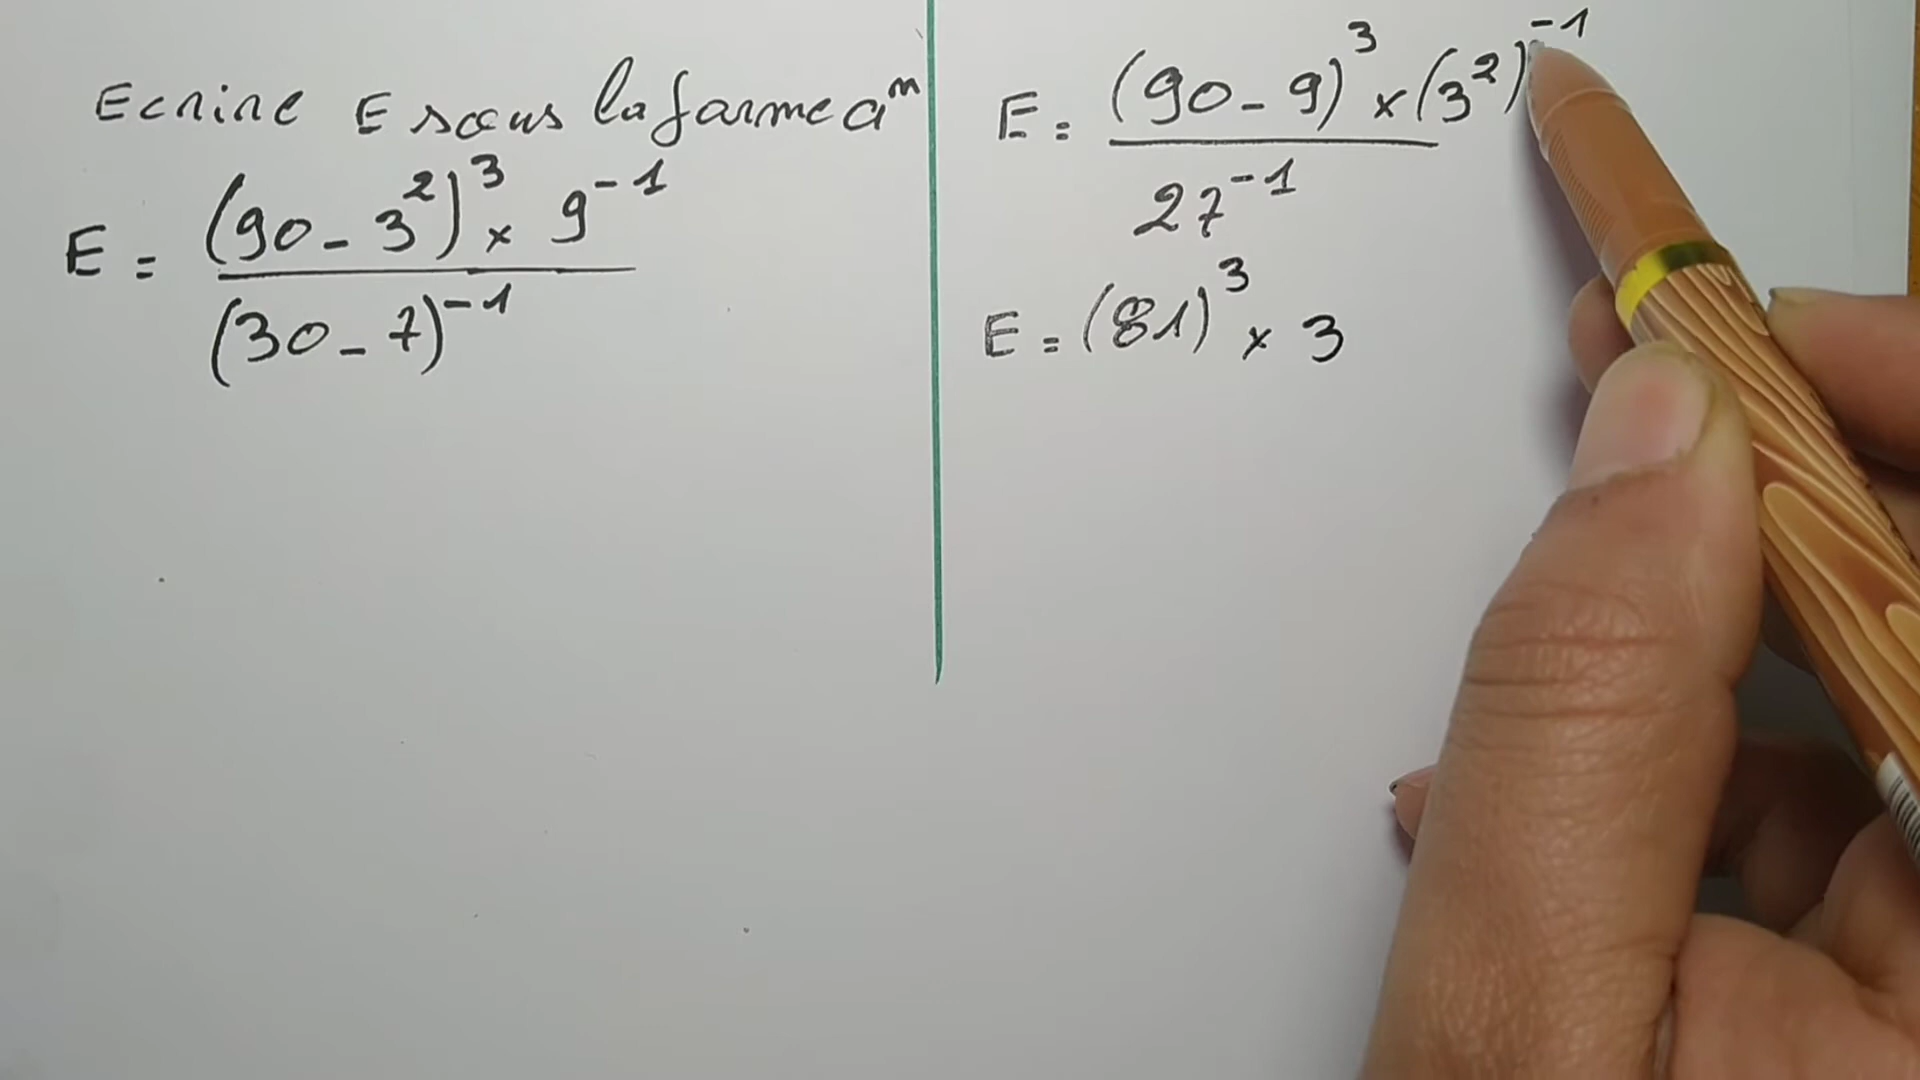 Ecrire E sous la forme aⁿ
E = (90 - 3²)³ × 9⁻¹
(30 - 7)⁻¹
E = (90 - 9)³ × (3²)⁻¹
27⁻¹
E = (81)³ × 3